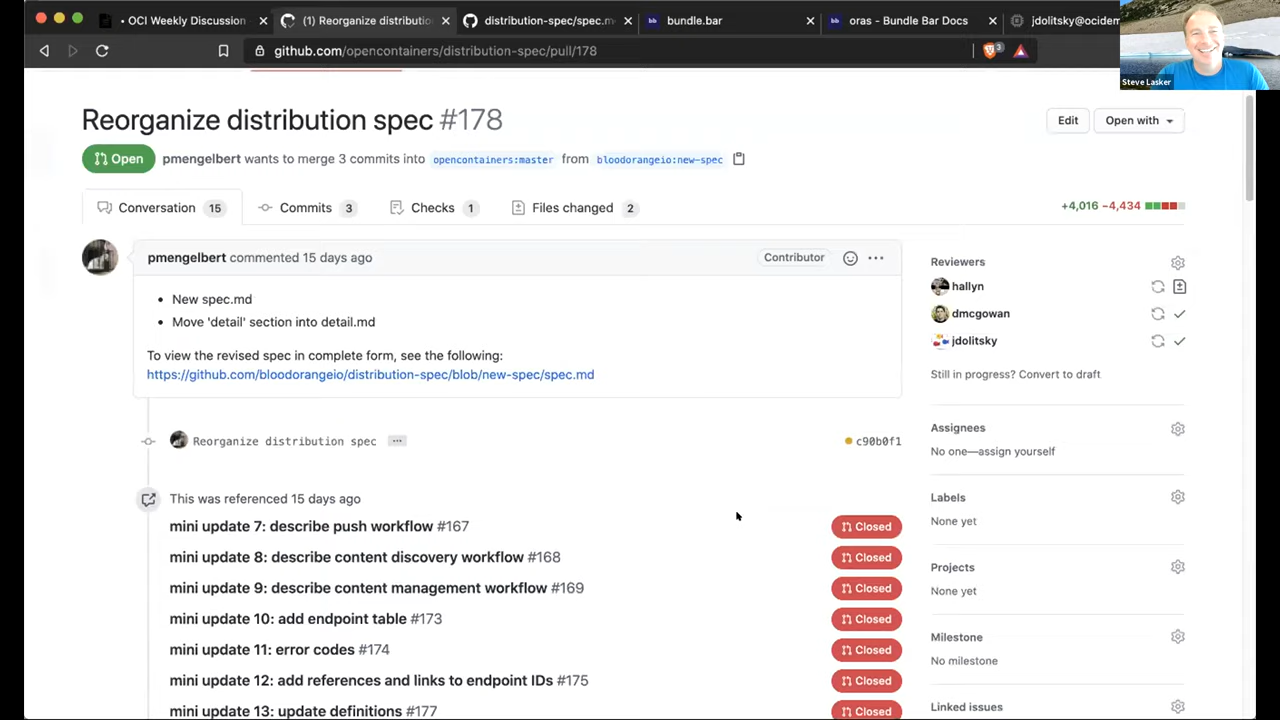 • OCI Weekly Discussion
(1) Reorganize distributio
distribution-spec/spec.m
bundle.bar
oras - Bundle Bar Docs
jdolitsky@ocidem
github.com/opencontainers/distribution-spec/pull/178
3
Steve Lasker
Reorganize distribution spec #178
Edit
Open with
Open
pmengelbert wants to merge 3 commits into opencontainers:master from bloodorangeio:new-spec
Conversation 15
Commits 3
Checks 1
Files changed 2
+4,016 −4,434
pmengelbert commented 15 days ago
Contributor
• New spec.md
• Move 'detail' section into detail.md
To view the revised spec in complete form, see the following:
https://github.com/bloodorangeio/distribution-spec/blob/new-spec/spec.md
Reorganize distribution spec
c90b0f1
This was referenced 15 days ago
mini update 7: describe push workflow #167
Closed
mini update 8: describe content discovery workflow #168
Closed
mini update 9: describe content management workflow #169
Closed
mini update 10: add endpoint table #173
Closed
mini update 11: error codes #174
Closed
mini update 12: add references and links to endpoint IDs #175
Closed
mini update 13: update definitions #177
Closed
Reviewers
hallyn
dmcgowan
jdolitsky
Still in progress? Convert to draft
Assignees
No one—assign yourself
Labels
None yet
Projects
None yet
Milestone
No milestone
Linked issues